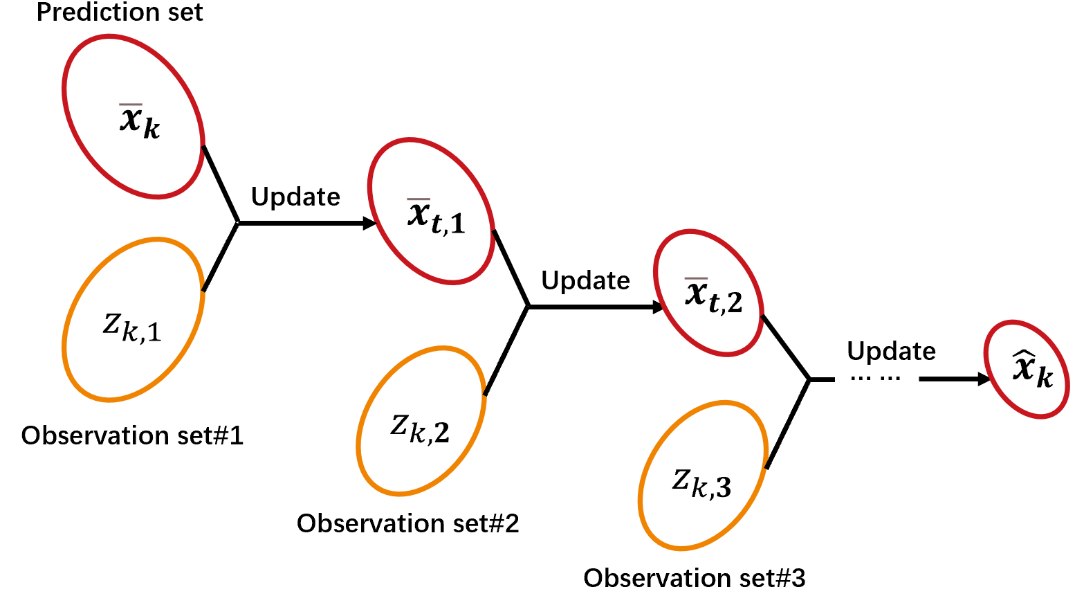 Prediction set
x̅ₖ
Update
x̅ₜ,₁
zₖ,₁
Observation set#1
Update
x̅ₜ,₂
zₖ,₂
Observation set#2
Update
... ...
x̂ₖ
zₖ,₃
Observation set#3